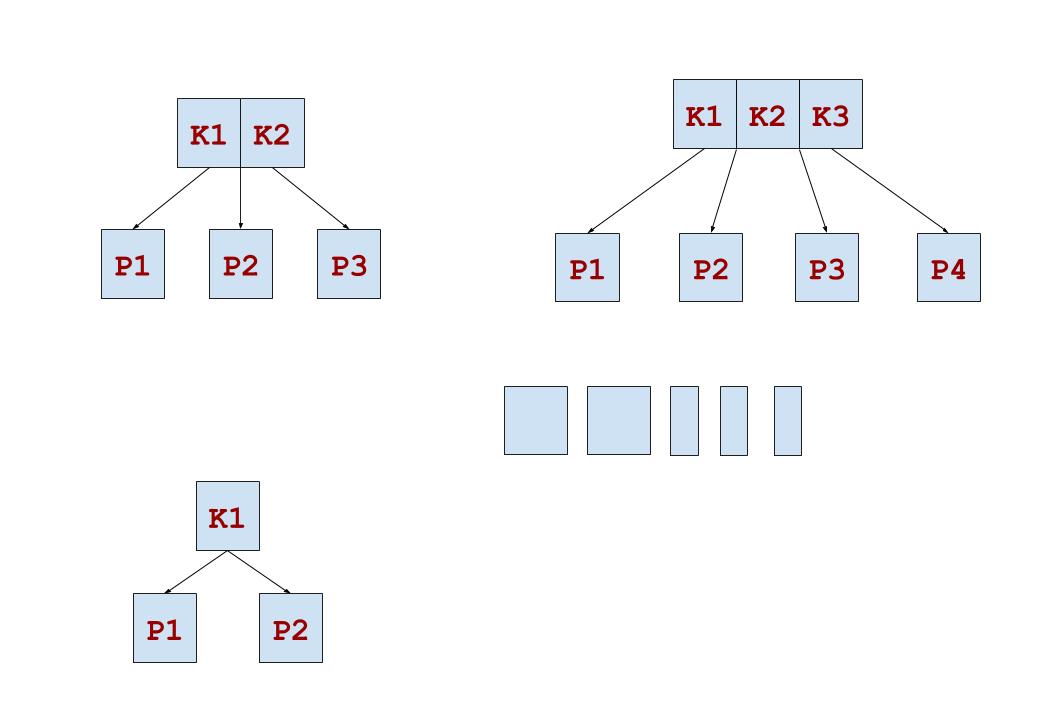 K1 K2
P1 P2 P3
K1 K2 K3
P1 P2 P3 P4
K1
P1 P2